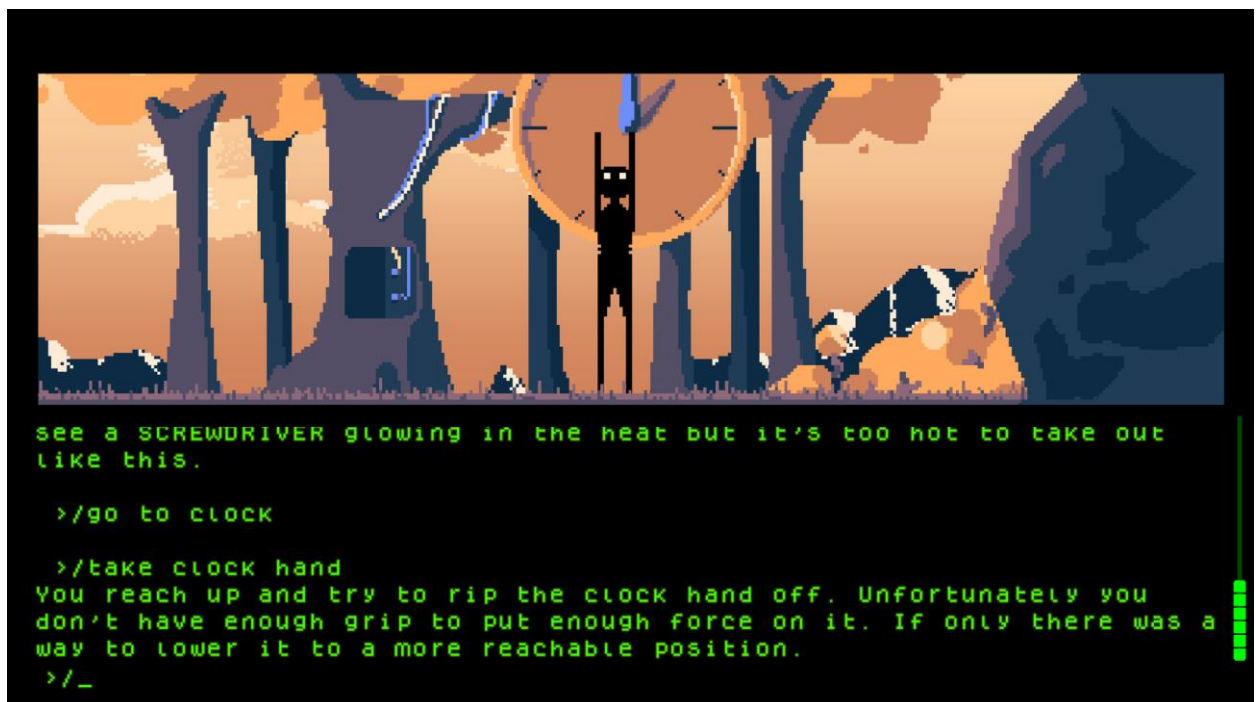 see a SCREWDRIVER glowing in the heat but it's too hot to take out
like this.
>/go to clock
>/take clock hand
You reach up and try to rip the clock hand off. Unfortunately you
don't have enough grip to put enough force on it. If only there was a
way to lower it to a more reachable position.
>/_